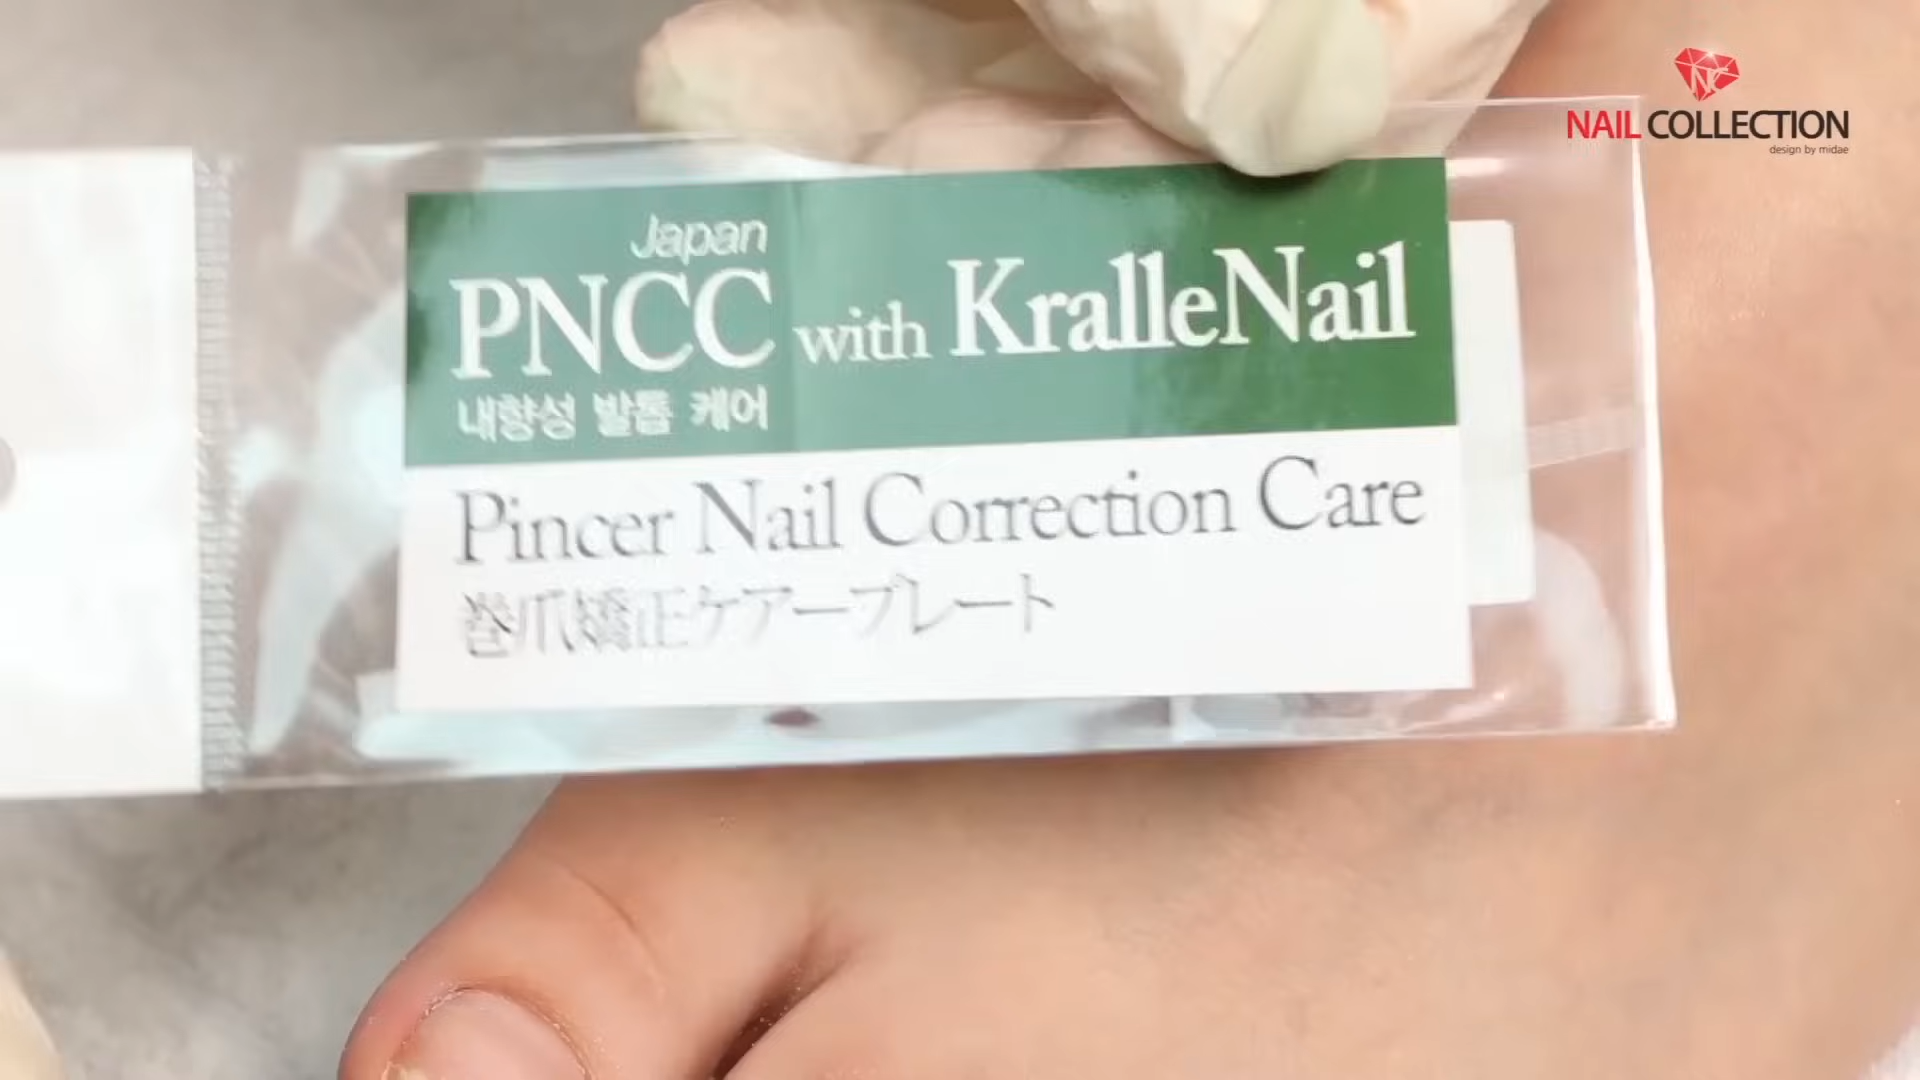 NAIL COLLECTION
design by midae
Japan
PNCC with KralleNail
내향성 발톱 케어
Pincer Nail Correction Care
巻爪矯正ケアープレート